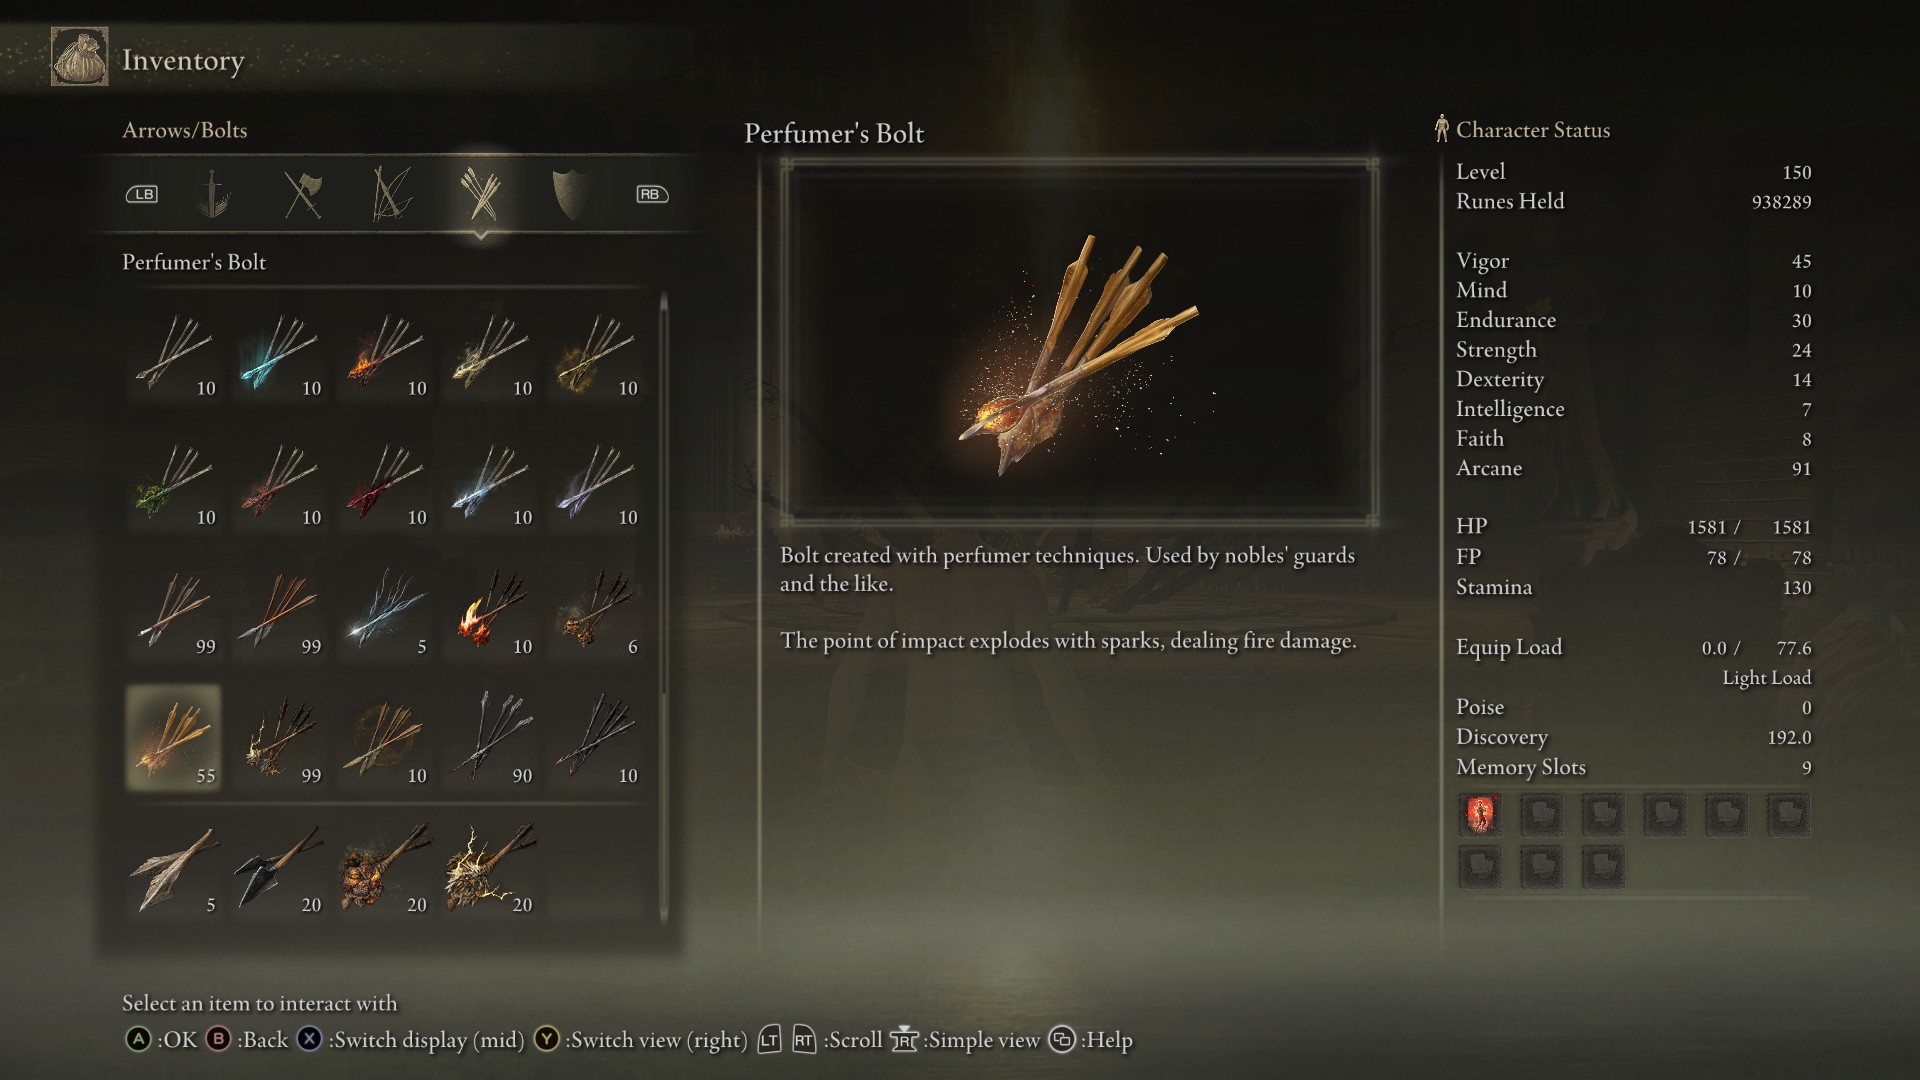 Inventory
Arrows/Bolts
LB
RB
Perfumer's Bolt
10 10 10 10 10
10 10 10 10 10
99 99 5 10 6
55 99 10 90 10
5 20 20 20
Perfumer's Bolt
Bolt created with perfumer techniques. Used by nobles' guards
and the like.
The point of impact explodes with sparks, dealing fire damage.
Character Status
Level 150
Runes Held 938289
Vigor 45
Mind 10
Endurance 30
Strength 24
Dexterity 14
Intelligence 7
Faith 8
Arcane 91
HP 1581 / 1581
FP 78 / 78
Stamina 130
Equip Load 0.0 / 77.6
Light Load
Poise 0
Discovery 192.0
Memory Slots 9
Select an item to interact with
A :OK B :Back X :Switch display (mid) Y :Switch view (right) LT RT :Scroll R :Simple view :Help